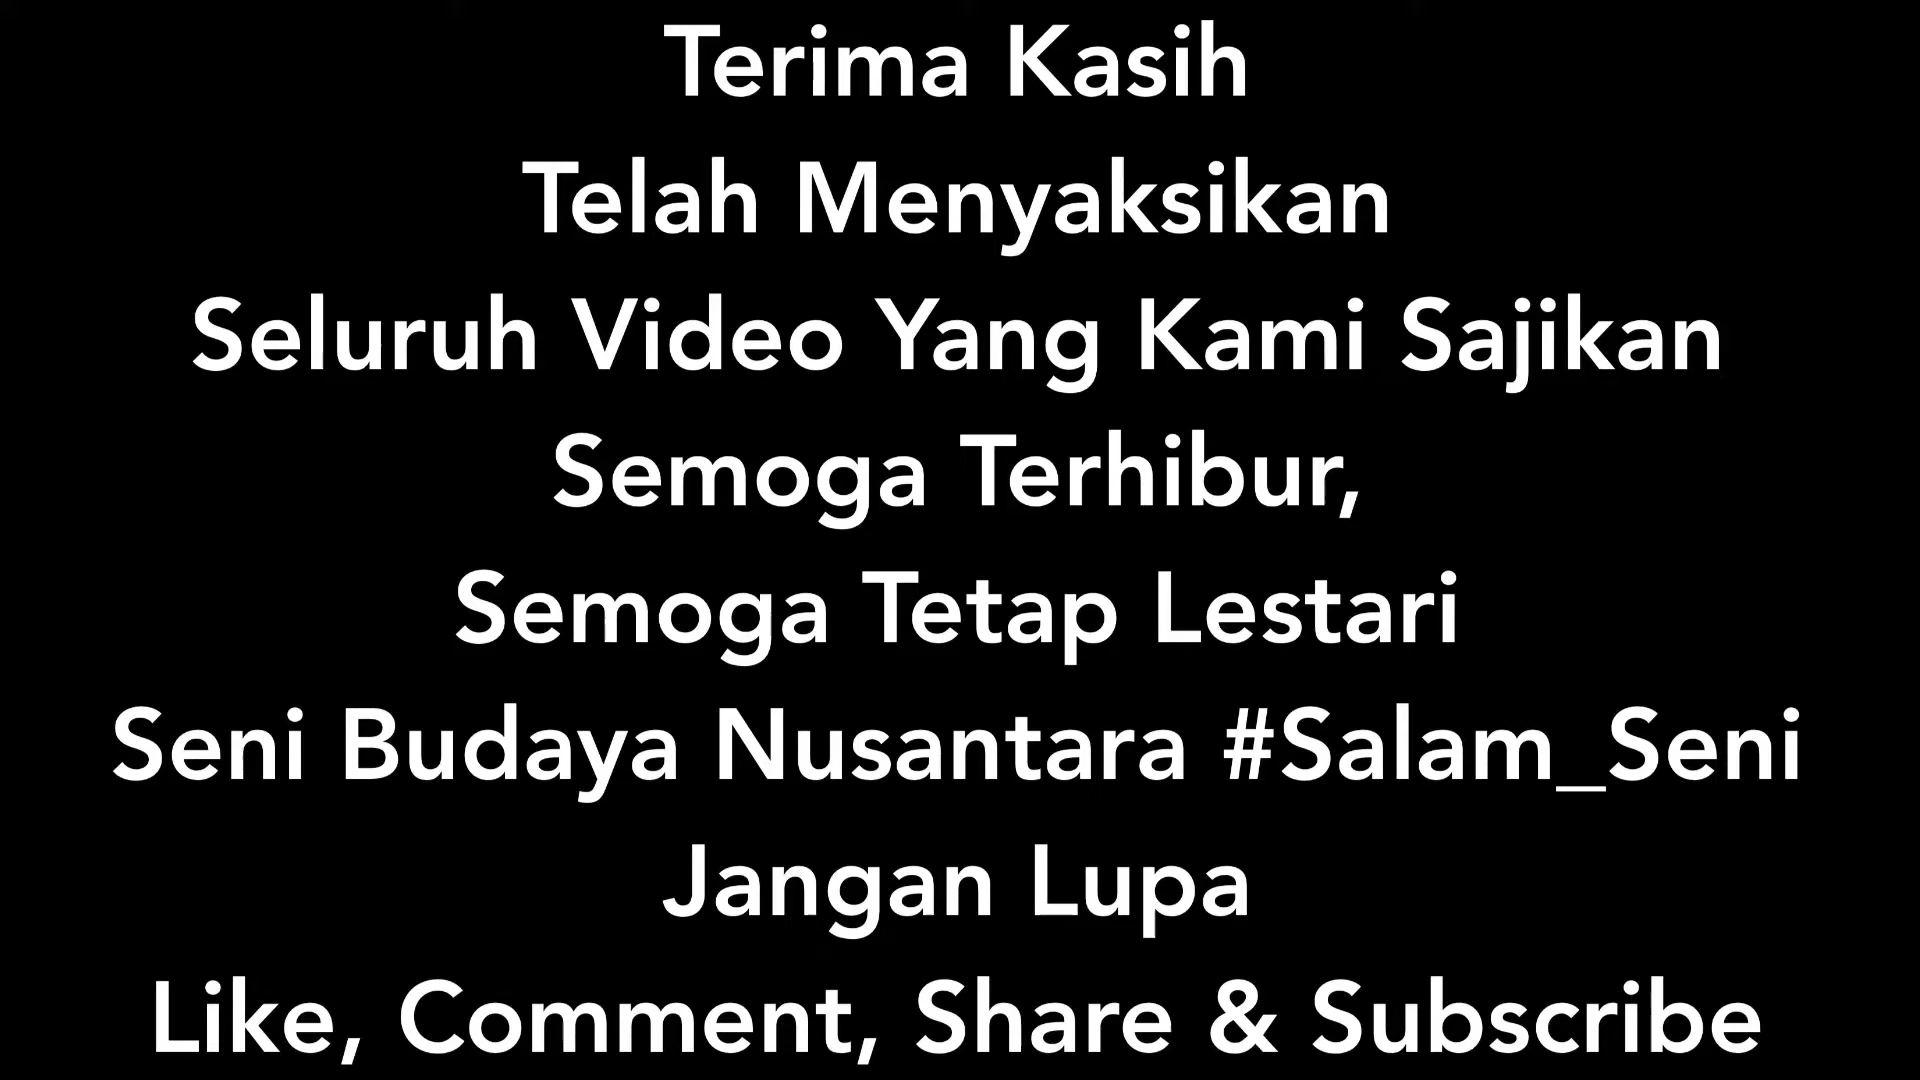 Terima Kasih
Telah Menyaksikan
Seluruh Video Yang Kami Sajikan
Semoga Terhibur,
Semoga Tetap Lestari
Seni Budaya Nusantara #Salam_Seni
Jangan Lupa
Like, Comment, Share & Subscribe